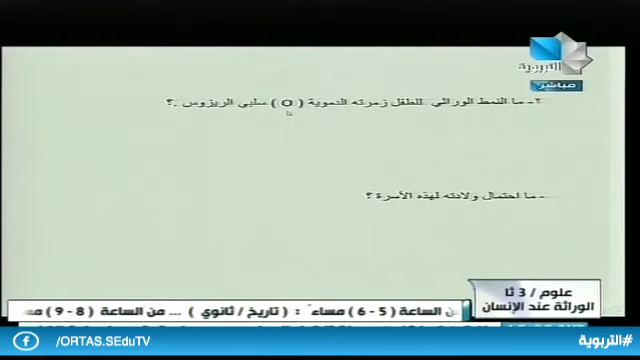 التربوية
مباشر
٢- ما النمط الوراثي للطفل زمرته الدموية ( O ) سلبي الريزوس .؟
- ما احتمال ولادته لهذه الأسرة ؟
علوم / 3 ثا
الوراثة عند الإنسان
من الساعة (5 - 6) مساءً : ( تاريخ / ثانوي ) ... من الساعة (8 - 9)
/ORTAS.SEduTV
#التربوية